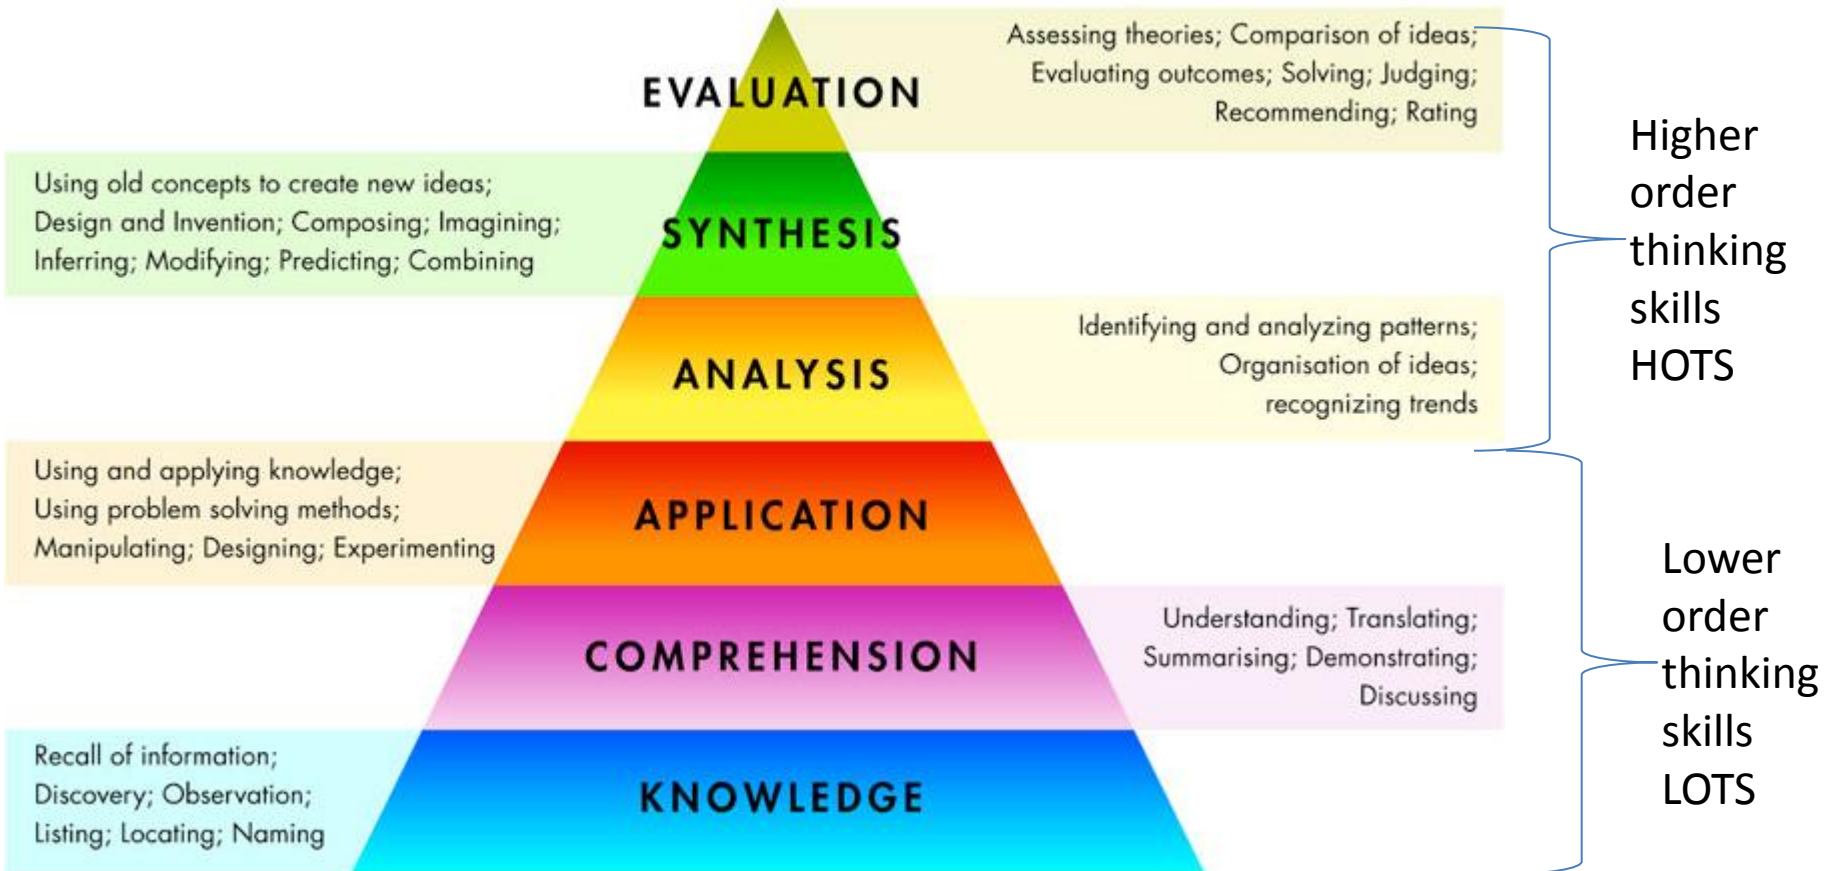 EVALUATION
Assessing theories; Comparison of ideas;
Evaluating outcomes; Solving; Judging;
Recommending; Rating
Using old concepts to create new ideas;
Design and Invention; Composing; Imagining;
Inferring; Modifying; Predicting; Combining
SYNTHESIS
ANALYSIS
Identifying and analyzing patterns;
Organisation of ideas;
recognizing trends
Higher
order
thinking
skills
HOTS
Using and applying knowledge;
Using problem solving methods;
Manipulating; Designing; Experimenting
APPLICATION
COMPREHENSION
Understanding; Translating;
Summarising; Demonstrating;
Discussing
Recall of information;
Discovery; Observation;
Listing; Locating; Naming
KNOWLEDGE
Lower
order
thinking
skills
LOTS